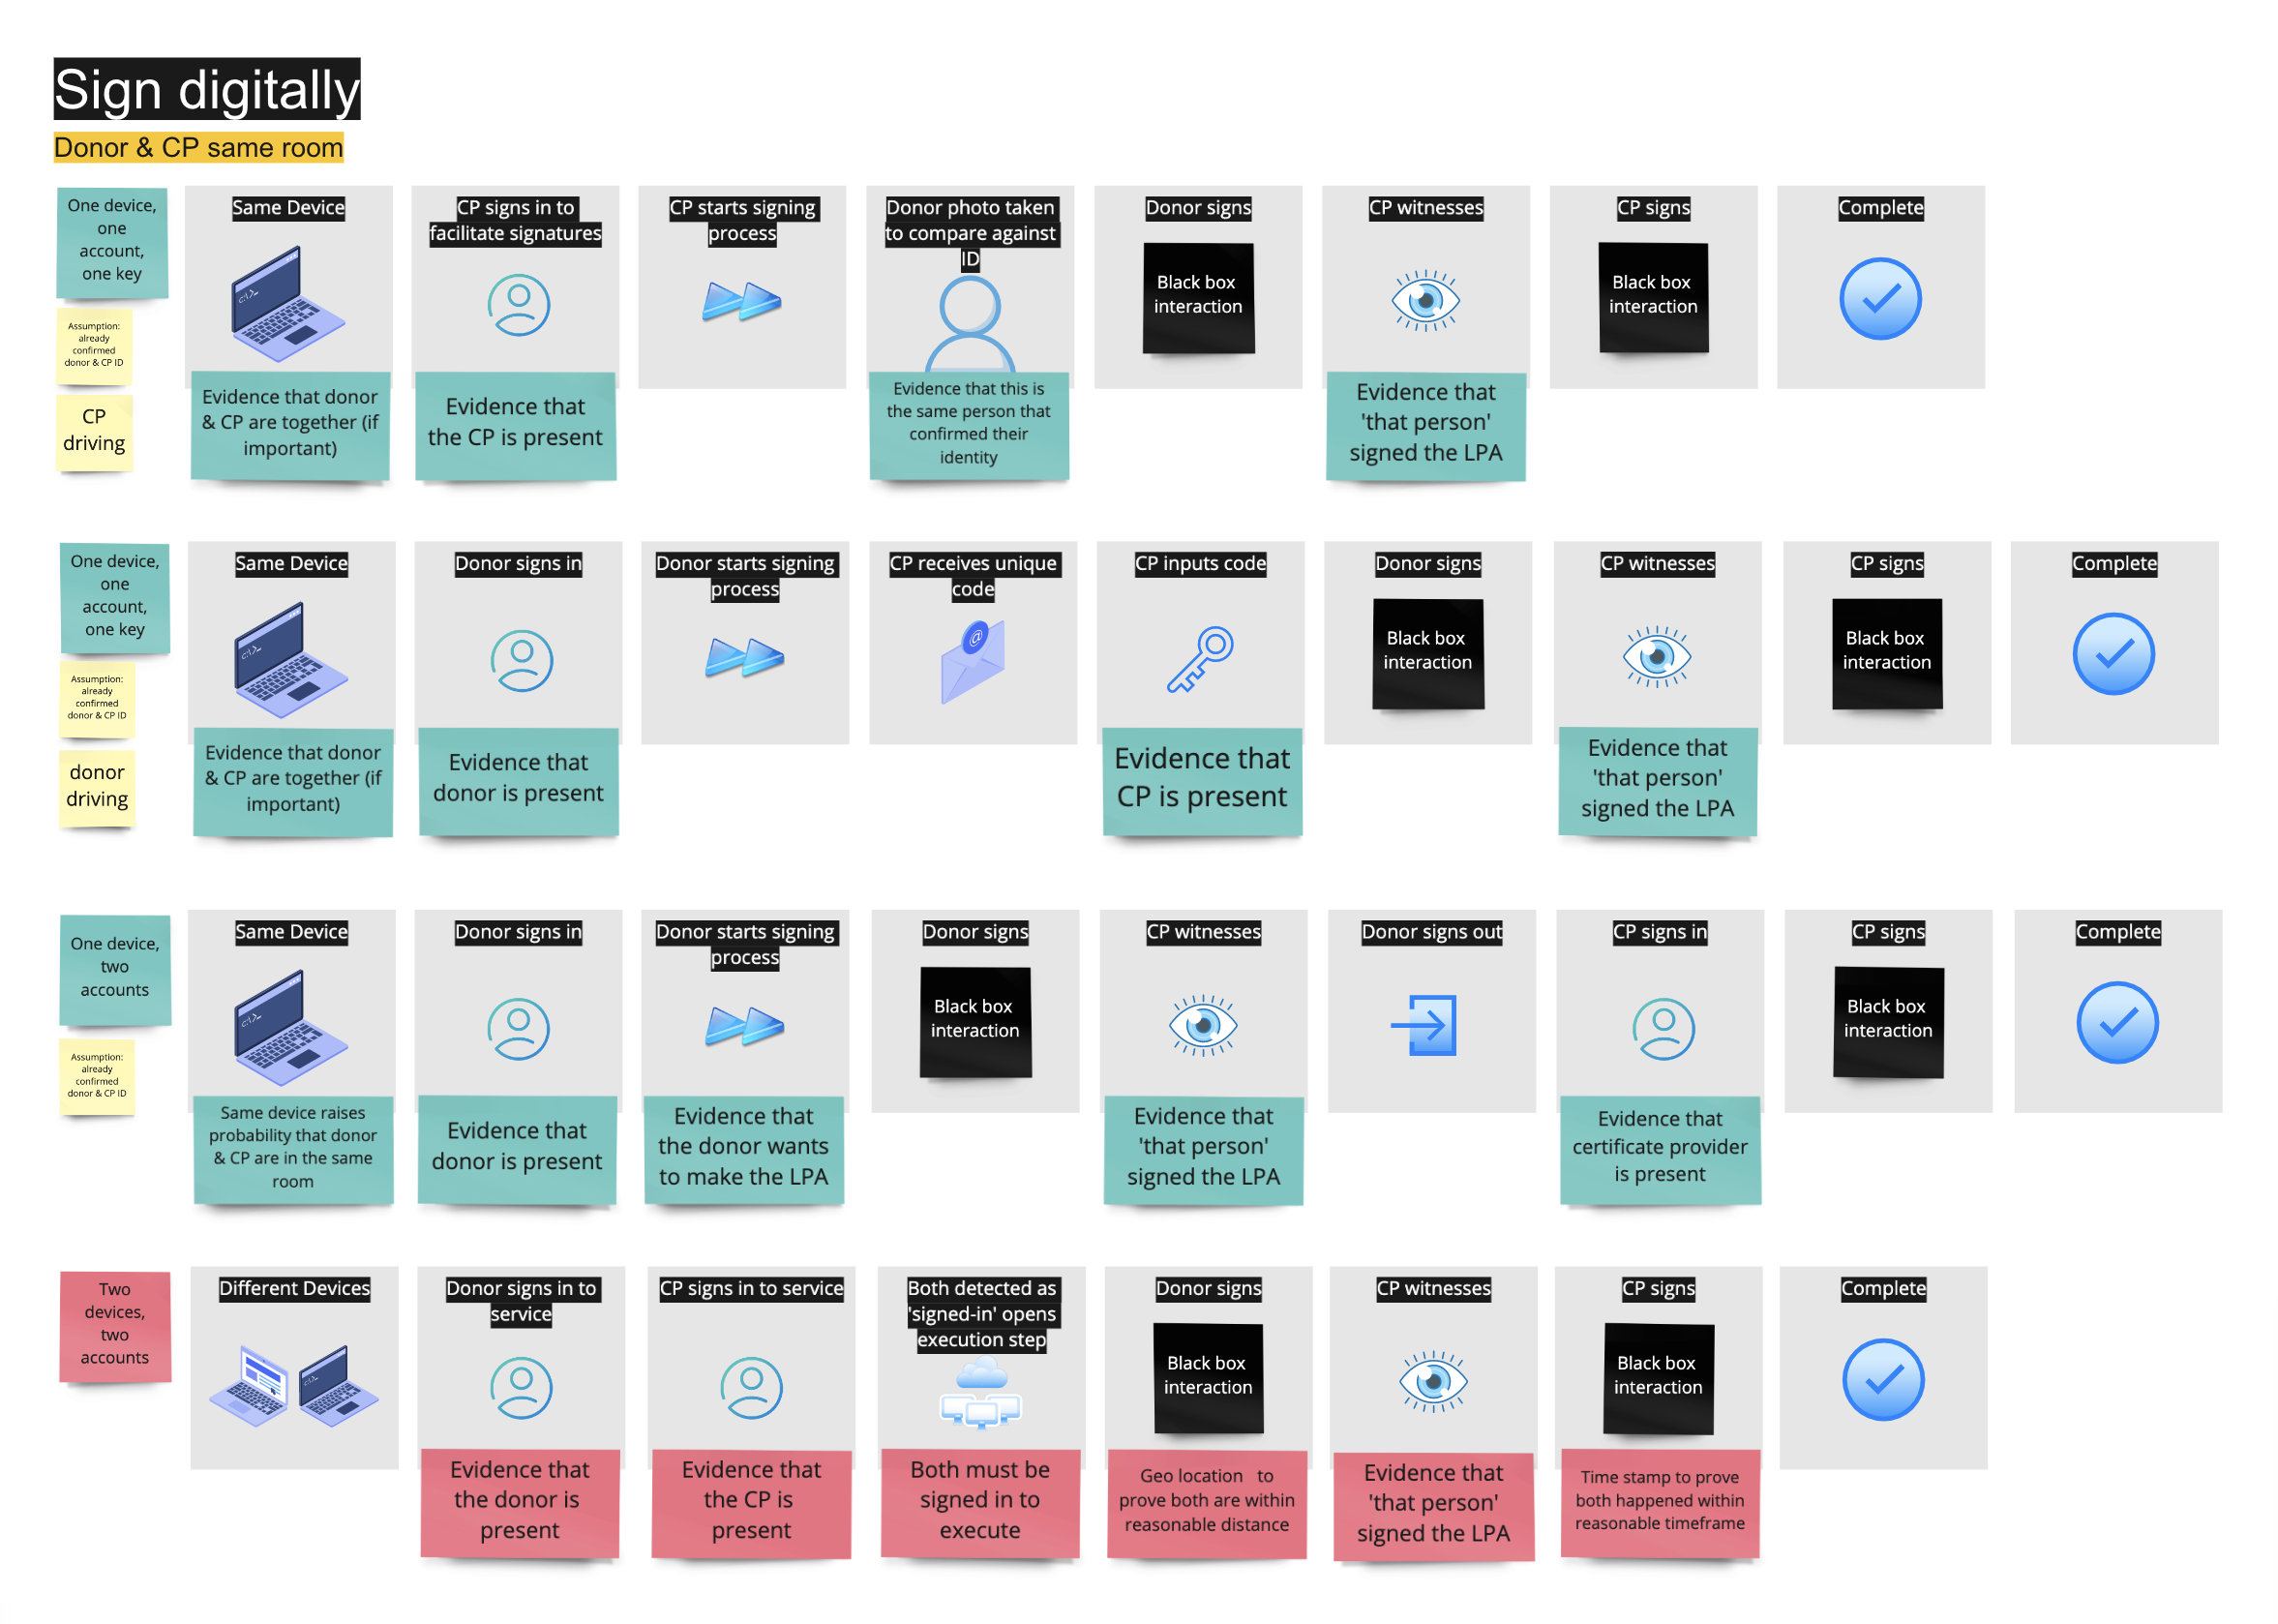 Sign digitally
Donor & CP same room
One device,
one
account,
one key
Assumption:
already
confirmed
donor & CP ID
CP
driving
Same Device
Evidence that donor
& CP are together (if
important)
CP signs in to
facilitate signatures
Evidence that
the CP is present
CP starts signing
process
Donor photo taken
to compare against
ID
Evidence that this is
the same person that
confirmed their
identity
Donor signs
Black box
interaction
CP witnesses
Evidence that
'that person'
signed the LPA
CP signs
Black box
interaction
Complete
One device,
one
account,
one key
Assumption:
already
confirmed
donor & CP ID
donor
driving
Same Device
Evidence that donor
& CP are together (if
important)
Donor signs in
Evidence that
donor is present
Donor starts signing
process
CP receives unique
code
@
CP inputs code
Evidence that
CP is present
Donor signs
Black box
interaction
CP witnesses
Evidence that
'that person'
signed the LPA
CP signs
Black box
interaction
Complete
One device,
two
accounts
Assumption:
already
confirmed
donor & CP ID
Same Device
Same device raises
probability that donor
& CP are in the same
room
Donor signs in
Evidence that
donor is present
Donor starts signing
process
Evidence that
the donor wants
to make the LPA
Donor signs
Black box
interaction
CP witnesses
Evidence that
'that person'
signed the LPA
Donor signs out
CP signs in
Evidence that
certificate provider
is present
CP signs
Black box
interaction
Complete
Two
devices,
two
accounts
Different Devices
Donor signs in to
service
Evidence that
the donor is
present
CP signs in to service
Evidence that
the CP is
present
Both detected as
'signed-in' opens
execution step
Both must be
signed in to
execute
Donor signs
Black box
interaction
Geo location to
prove both are within
reasonable distance
CP witnesses
Evidence that
'that person'
signed the LPA
CP signs
Black box
interaction
Time stamp to prove
both happened within
reasonable timeframe
Complete